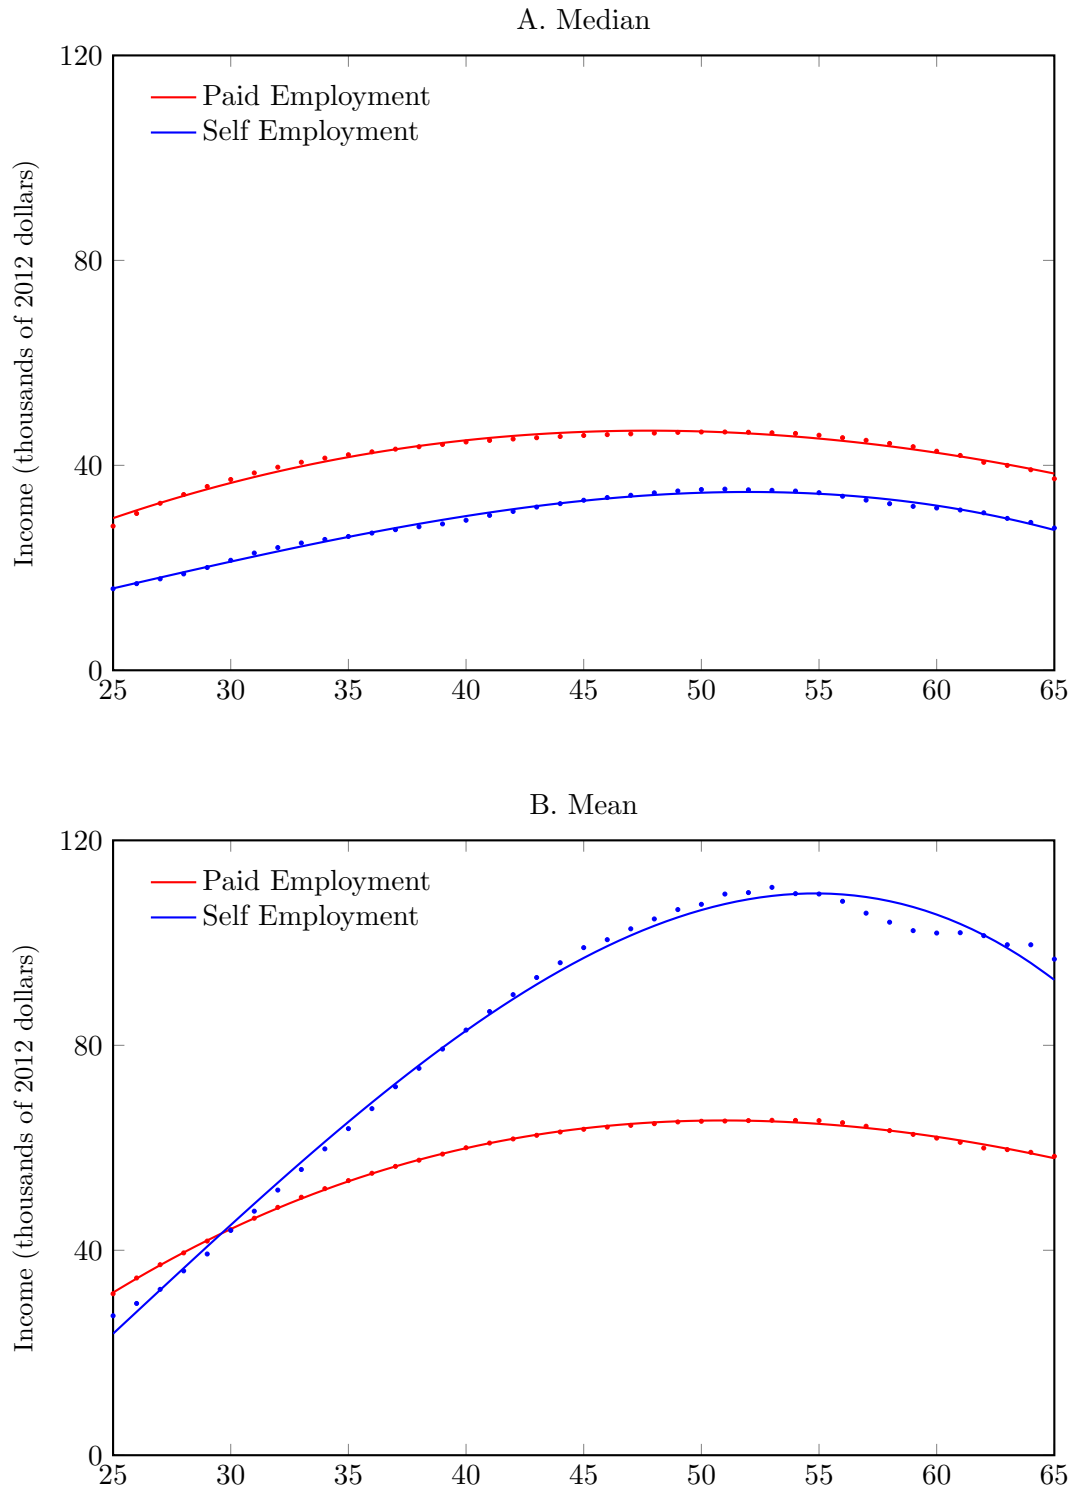 A. Median
120
80
40
0
Income (thousands of 2012 dollars)
Paid Employment
Self Employment
25 30 35 40 45 50 55 60 65
B. Mean
120
80
40
0
Income (thousands of 2012 dollars)
Paid Employment
Self Employment
25 30 35 40 45 50 55 60 65